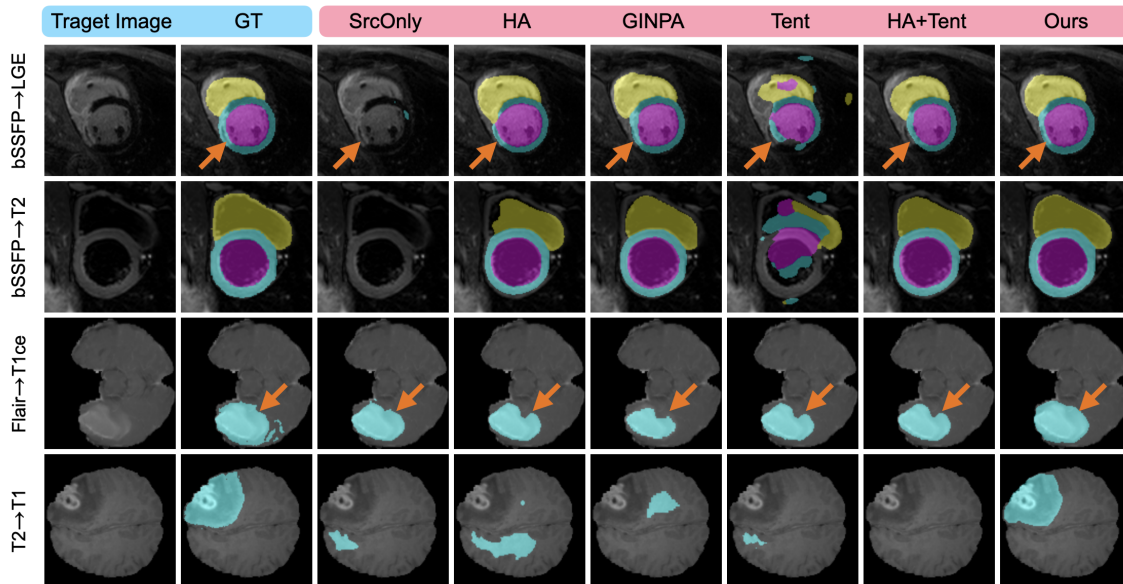 Traget Image GT SrcOnly HA GINPA Tent HA+Tent Ours
bSSFP→LGE
bSSFP→T2
Flair→T1ce
T2→T1